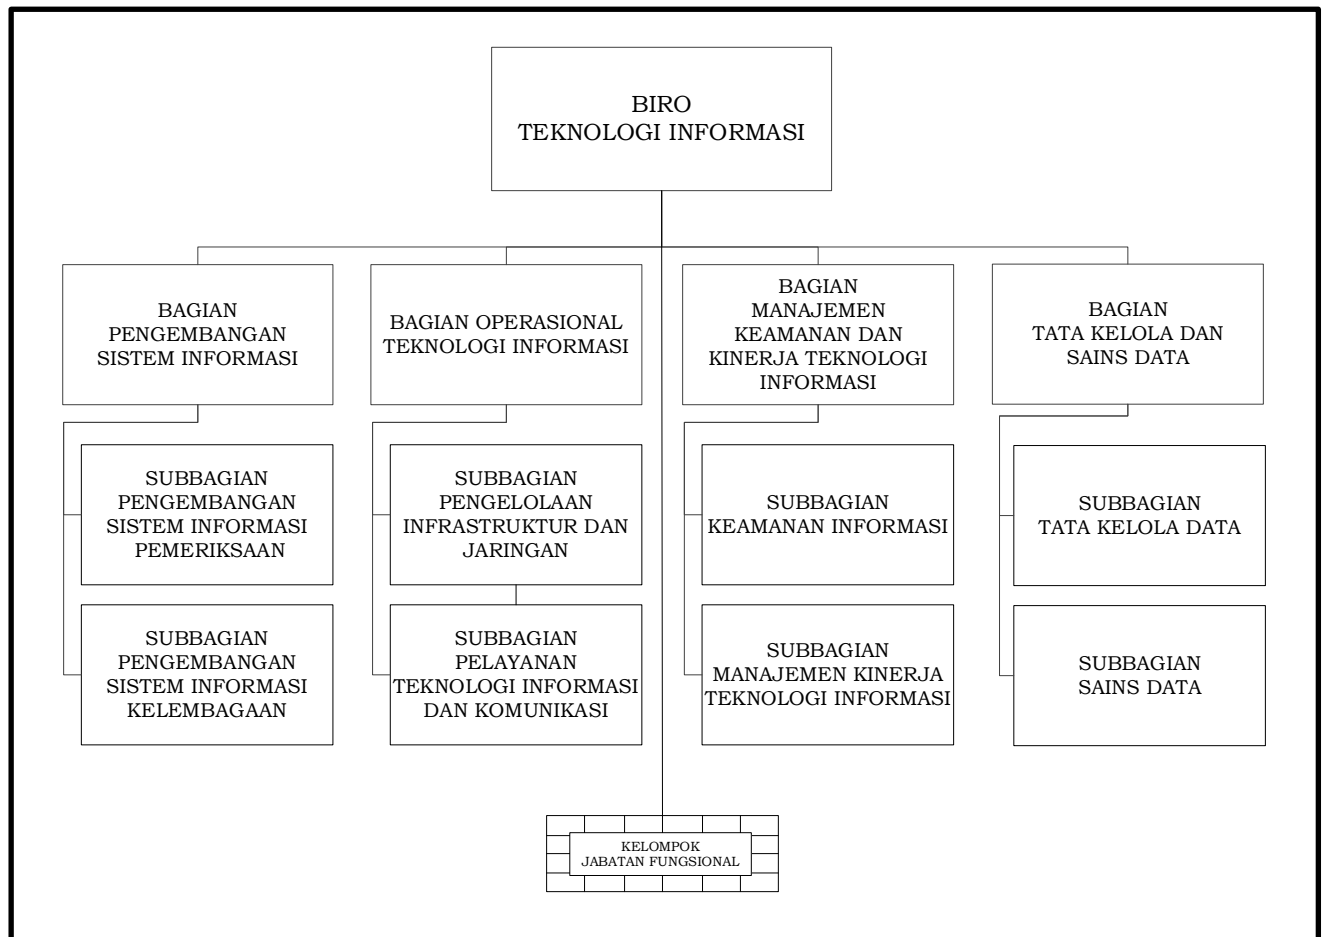 BIRO
TEKNOLOGI INFORMASI
BAGIAN
PENGEMBANGAN
SISTEM INFORMASI
BAGIAN OPERASIONAL
TEKNOLOGI INFORMASI
BAGIAN
MANAJEMEN
KEAMANAN DAN
KINERJA TEKNOLOGI
INFORMASI
BAGIAN
TATA KELOLA DAN
SAINS DATA
SUBBAGIAN
PENGEMBANGAN
SISTEM INFORMASI
PEMERIKSAAN
SUBBAGIAN
PENGELOLAAN
INFRASTRUKTUR DAN
JARINGAN
SUBBAGIAN
KEAMANAN INFORMASI
SUBBAGIAN
TATA KELOLA DATA
SUBBAGIAN
PENGEMBANGAN
SISTEM INFORMASI
KELEMBAGAAN
SUBBAGIAN
PELAYANAN
TEKNOLOGI INFORMASI
DAN KOMUNIKASI
SUBBAGIAN
MANAJEMEN KINERJA
TEKNOLOGI INFORMASI
SUBBAGIAN
SAINS DATA
KELOMPOK
JABATAN FUNGSIONAL